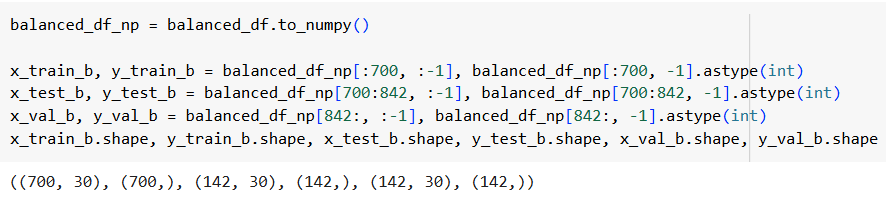 balanced_df_np = balanced_df.to_numpy()
x_train_b, y_train_b = balanced_df_np[:700, :-1], balanced_df_np[:700, -1].astype(int)
x_test_b, y_test_b = balanced_df_np[700:842, :-1], balanced_df_np[700:842, -1].astype(int)
x_val_b, y_val_b = balanced_df_np[842:, :-1], balanced_df_np[842:, -1].astype(int)
x_train_b.shape, y_train_b.shape, x_test_b.shape, y_test_b.shape, x_val_b.shape, y_val_b.shape
((700, 30), (700,), (142, 30), (142,), (142, 30), (142,))